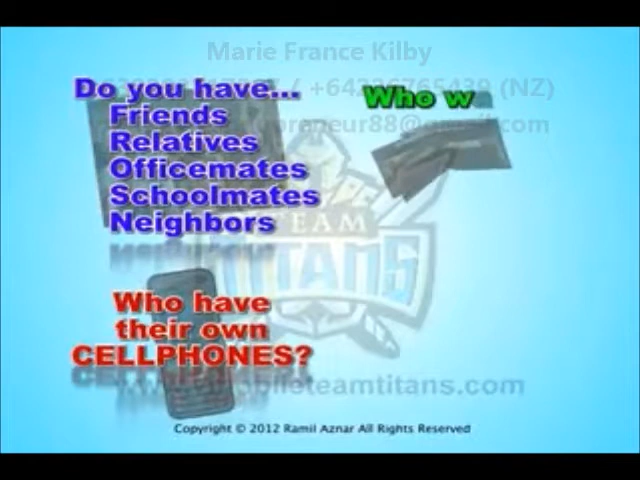 Marie France Kilby
/ +64226765439 (NZ)
Do you have...
Friends
Relatives
Officemates
Schoolmates
Neighbors
Who w
TEAM
TITANS
Who have
their own
CELLPHONES?
Copyright © 2012 Ramil Aznar All Rights Reserved